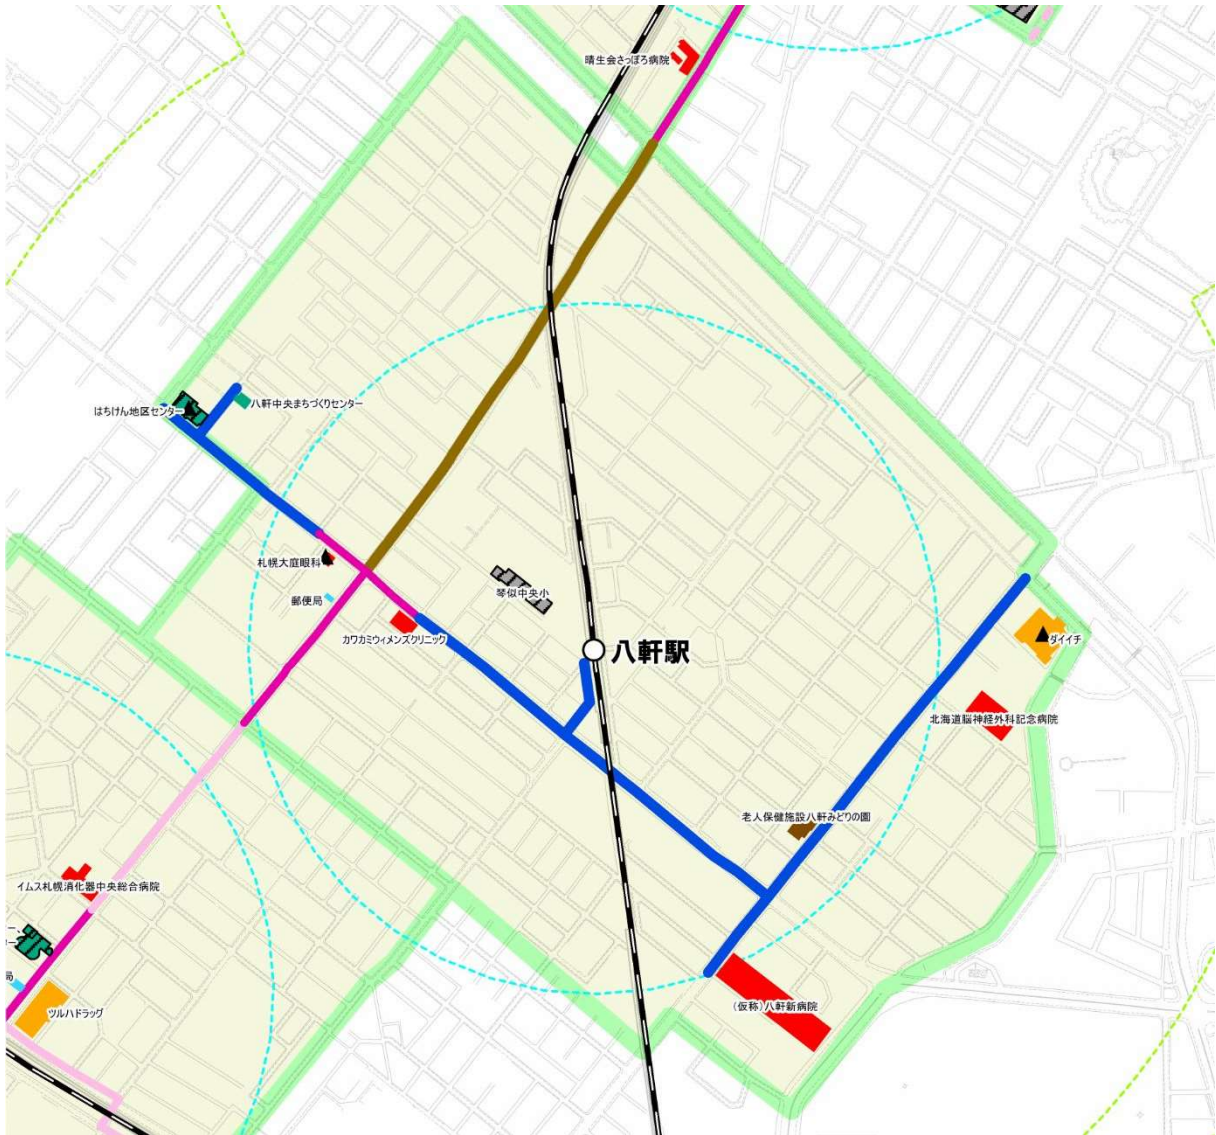 晴生会さっぽろ病院
八軒中央まちづくりセンター
はちけん地区センター
札幌大庭眼科
琴似中央小
郵便局
カワカミウィメンズクリニック
八軒駅
ダイイチ
北海道脳神経外科記念病院
老人保健施設八軒みどりの園
イムス札幌消化器中央総合病院
ー、
ター
局
(仮称)八軒新病院
ツルハドラッグ